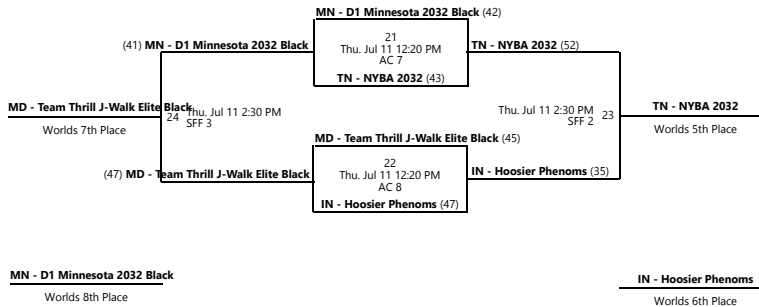 MN - D1 Minnesota 2032 Black (42)
21
(41) MN - D1 Minnesota 2032 Black
Thu. Jul 11 12:20 PM
TN - NYBA 2032 (52)
AC 7
TN - NYBA 2032 (43)
MD - Team Thrill J-Walk Elite Black
24 Thu. Jul 11 2:30 PM
SFF 3
Worlds 7th Place
Thu. Jul 11 2:30 PM 23
SFF 2
TN - NYBA 2032
Worlds 5th Place
MD - Team Thrill J-Walk Elite Black (45)
22
(47) MD - Team Thrill J-Walk Elite Black
Thu. Jul 11 12:20 PM
IN - Hoosier Phenoms (35)
AC 8
IN - Hoosier Phenoms (47)
MN - D1 Minnesota 2032 Black
Worlds 8th Place
IN - Hoosier Phenoms
Worlds 6th Place